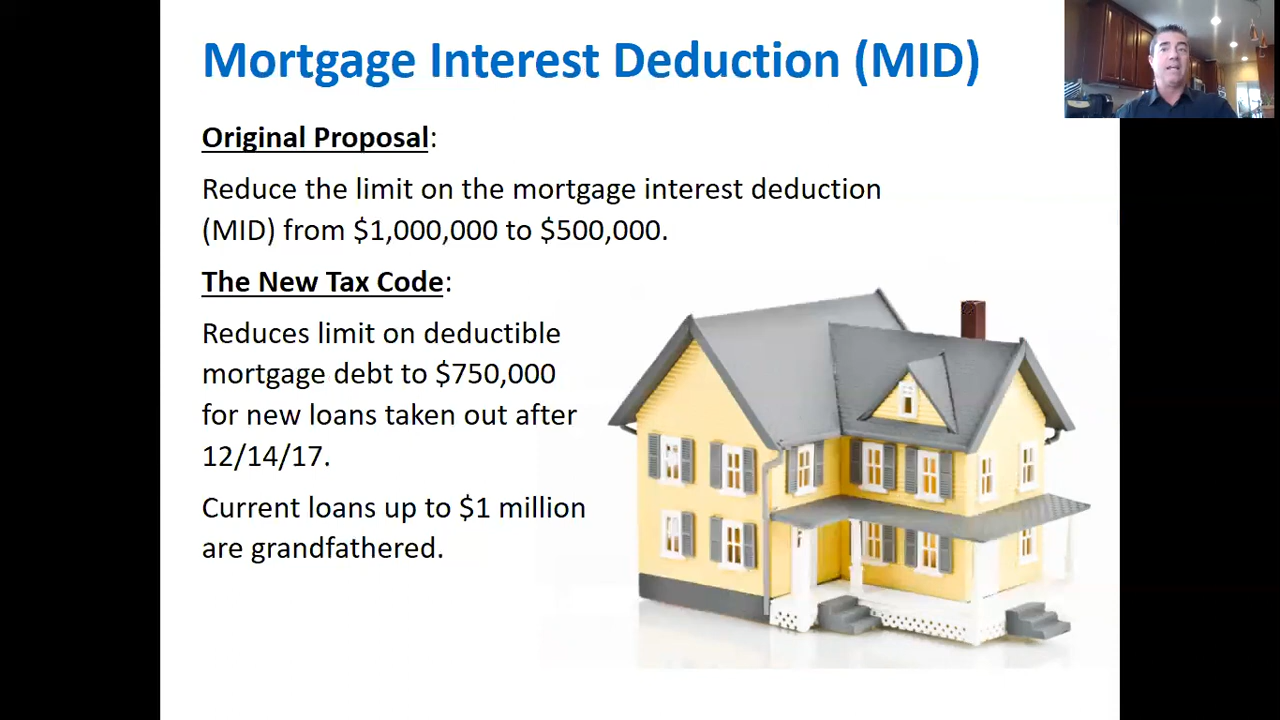 Mortgage Interest Deduction (MID)
Original Proposal:
Reduce the limit on the mortgage interest deduction
(MID) from $1,000,000 to $500,000.
The New Tax Code:
Reduces limit on deductible
mortgage debt to $750,000
for new loans taken out after
12/14/17.
Current loans up to $1 million
are grandfathered.